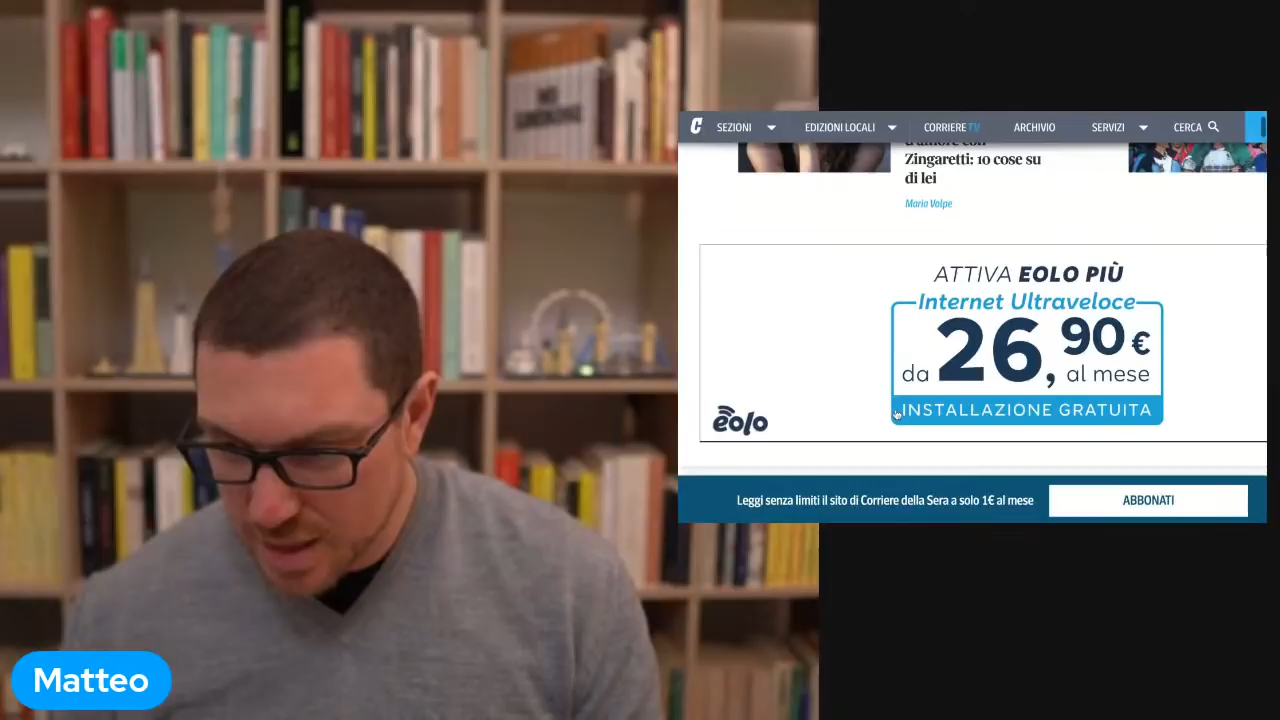 SEZIONI
EDIZIONI LOCALI
CORRIERE TV
ARCHIVIO
SERVIZI
CERCA
Zingaretti: 10 cose su
di lei
Maria Volpe
ATTIVA EOLO PIÙ
Internet Ultraveloce
da 26,90 € al mese
INSTALLAZIONE GRATUITA
eolo
Leggi senza limiti il sito di Corriere della Sera a solo 1€ al mese
ABBONATI
Matteo